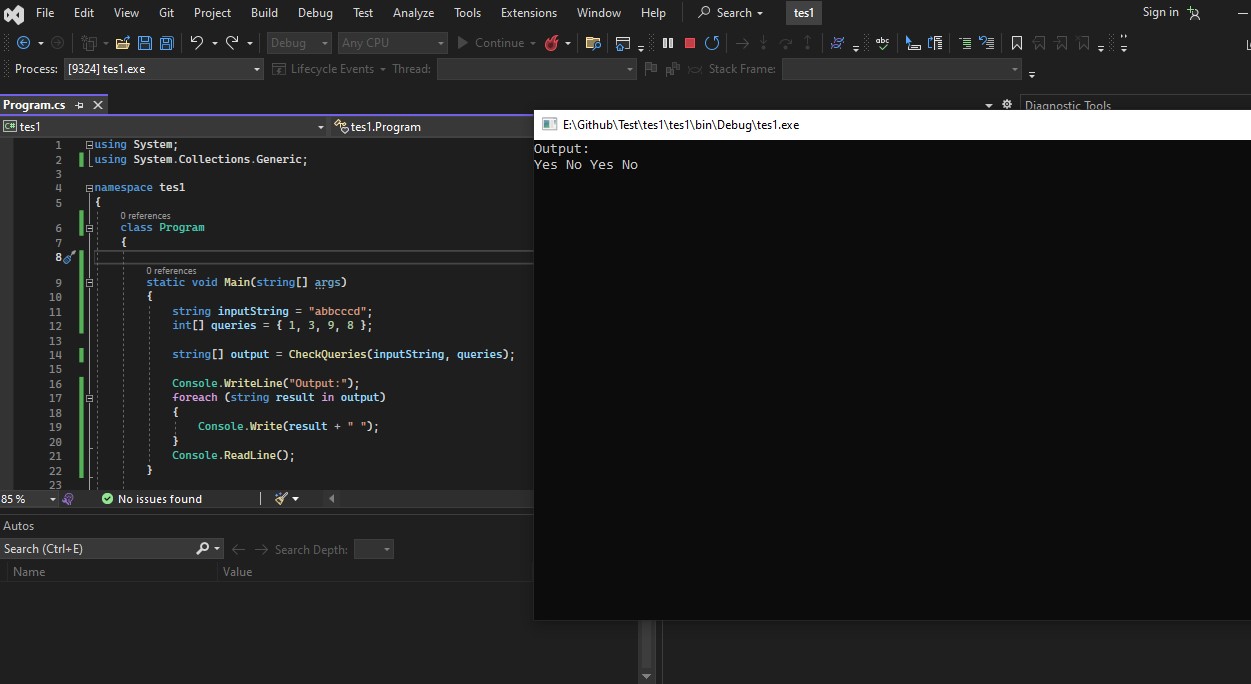 File Edit View Git Project Build Debug Test Analyze Tools Extensions Window Help Search tes1 Sign in
Debug Any CPU Continue abc
Process: [9324] tes1.exe Lifecycle Events Thread: Stack Frame:
Program.cs
Diagnostic Tools
C# tes1 tes1.Program
E:\Github\Test\tes1\tes1\bin\Debug\tes1.exe
Output:
Yes No Yes No
1 using System;
2 using System.Collections.Generic;
3
4 namespace tes1
5 {
0 references
6 class Program
7 {
8
0 references
9 static void Main(string[] args)
10 {
11 string inputString = "abbcccd";
12 int[] queries = { 1, 3, 9, 8 };
13
14 string[] output = CheckQueries(inputString, queries);
15
16 Console.WriteLine("Output:");
17 foreach (string result in output)
18 {
19 Console.Write(result + " ");
20 }
21 Console.ReadLine();
22 }
23
85 % No issues found
Autos
Search (Ctrl+E) Search Depth:
Name Value